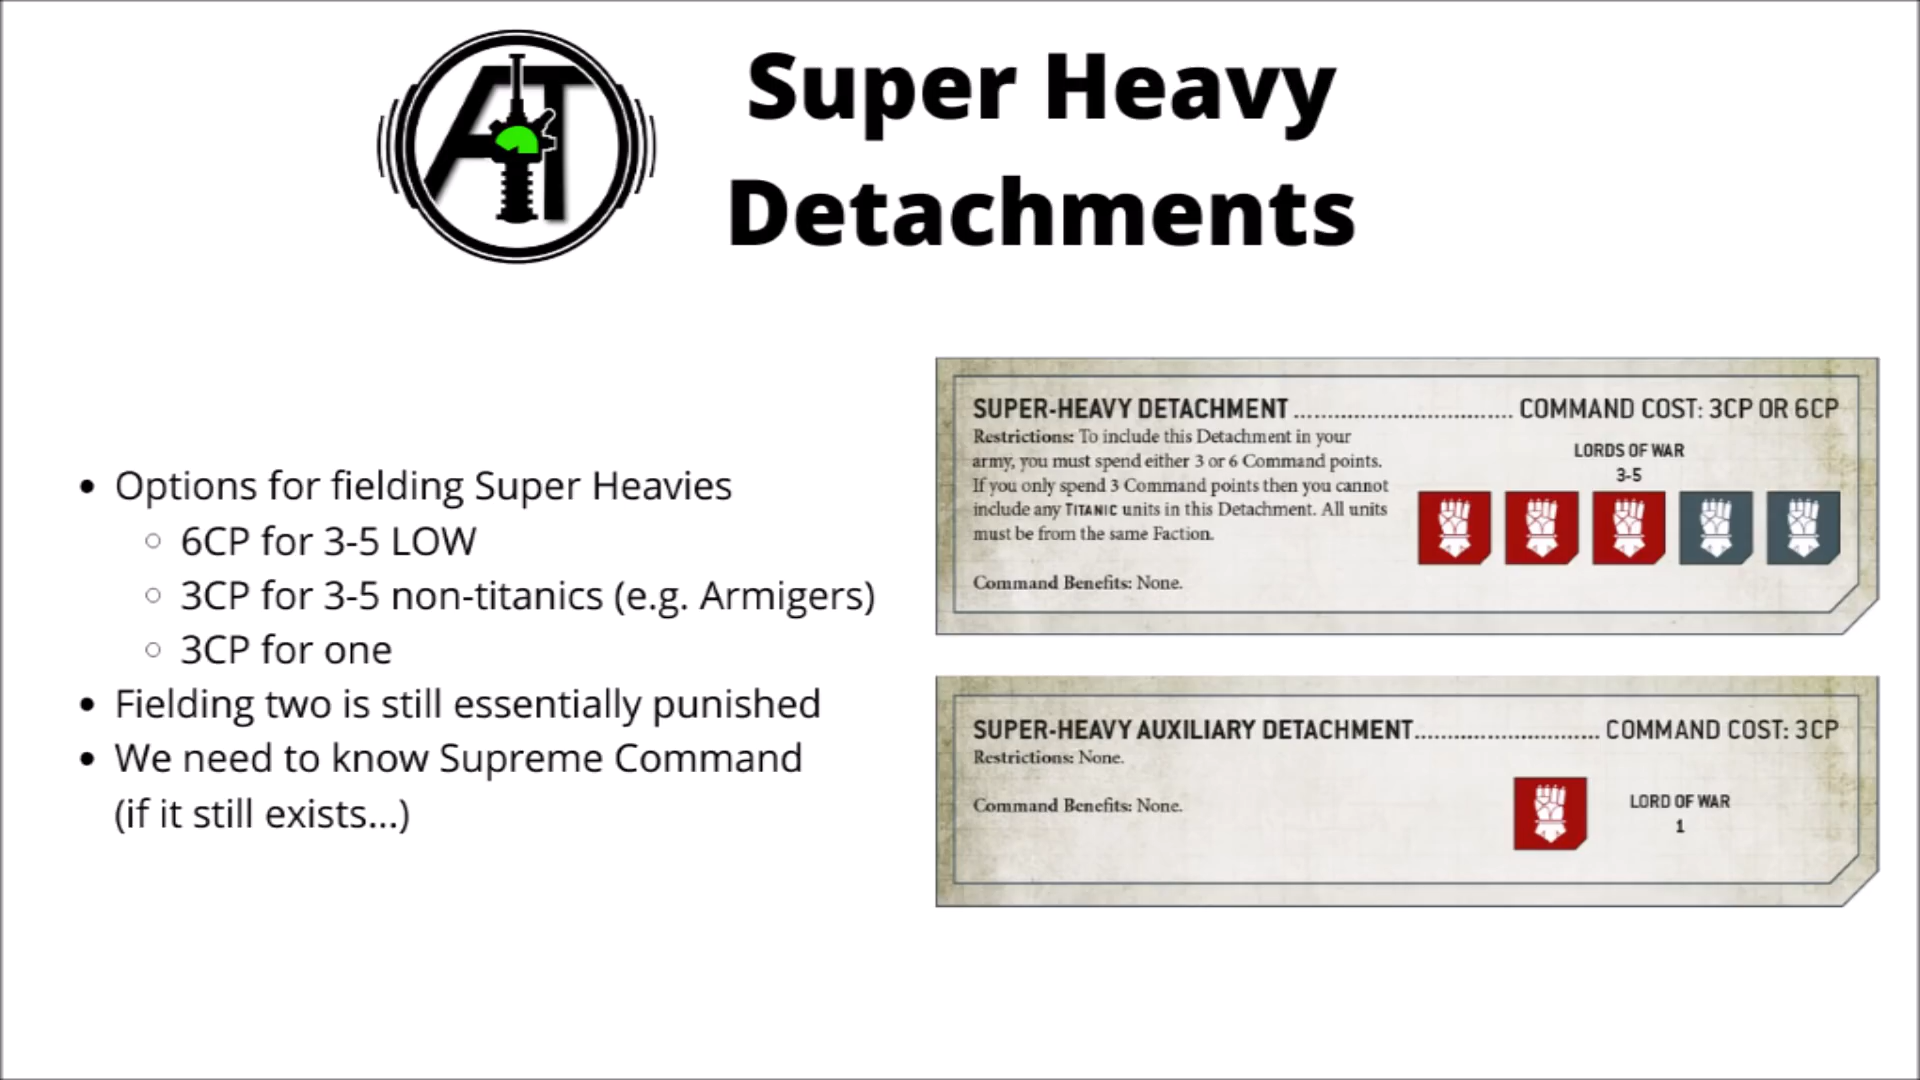 AT
Super Heavy
Detachments
• Options for fielding Super Heavies
○ 6CP for 3-5 LOW
○ 3CP for 3-5 non-titanics (e.g. Armigers)
○ 3CP for one
• Fielding two is still essentially punished
• We need to know Supreme Command
(if it still exists...)
SUPER-HEAVY DETACHMENT.................................. COMMAND COST: 3CP OR 6CP
Restrictions: To include this Detachment in your
army, you must spend either 3 or 6 Command points.
If you only spend 3 Command points then you cannot
include any TITANIC units in this Detachment. All units
must be from the same Faction.
Command Benefits: None.
LORDS OF WAR
3-5
SUPER-HEAVY AUXILIARY DETACHMENT............................ COMMAND COST: 3CP
Restrictions: None.
Command Benefits: None.
LORD OF WAR
1